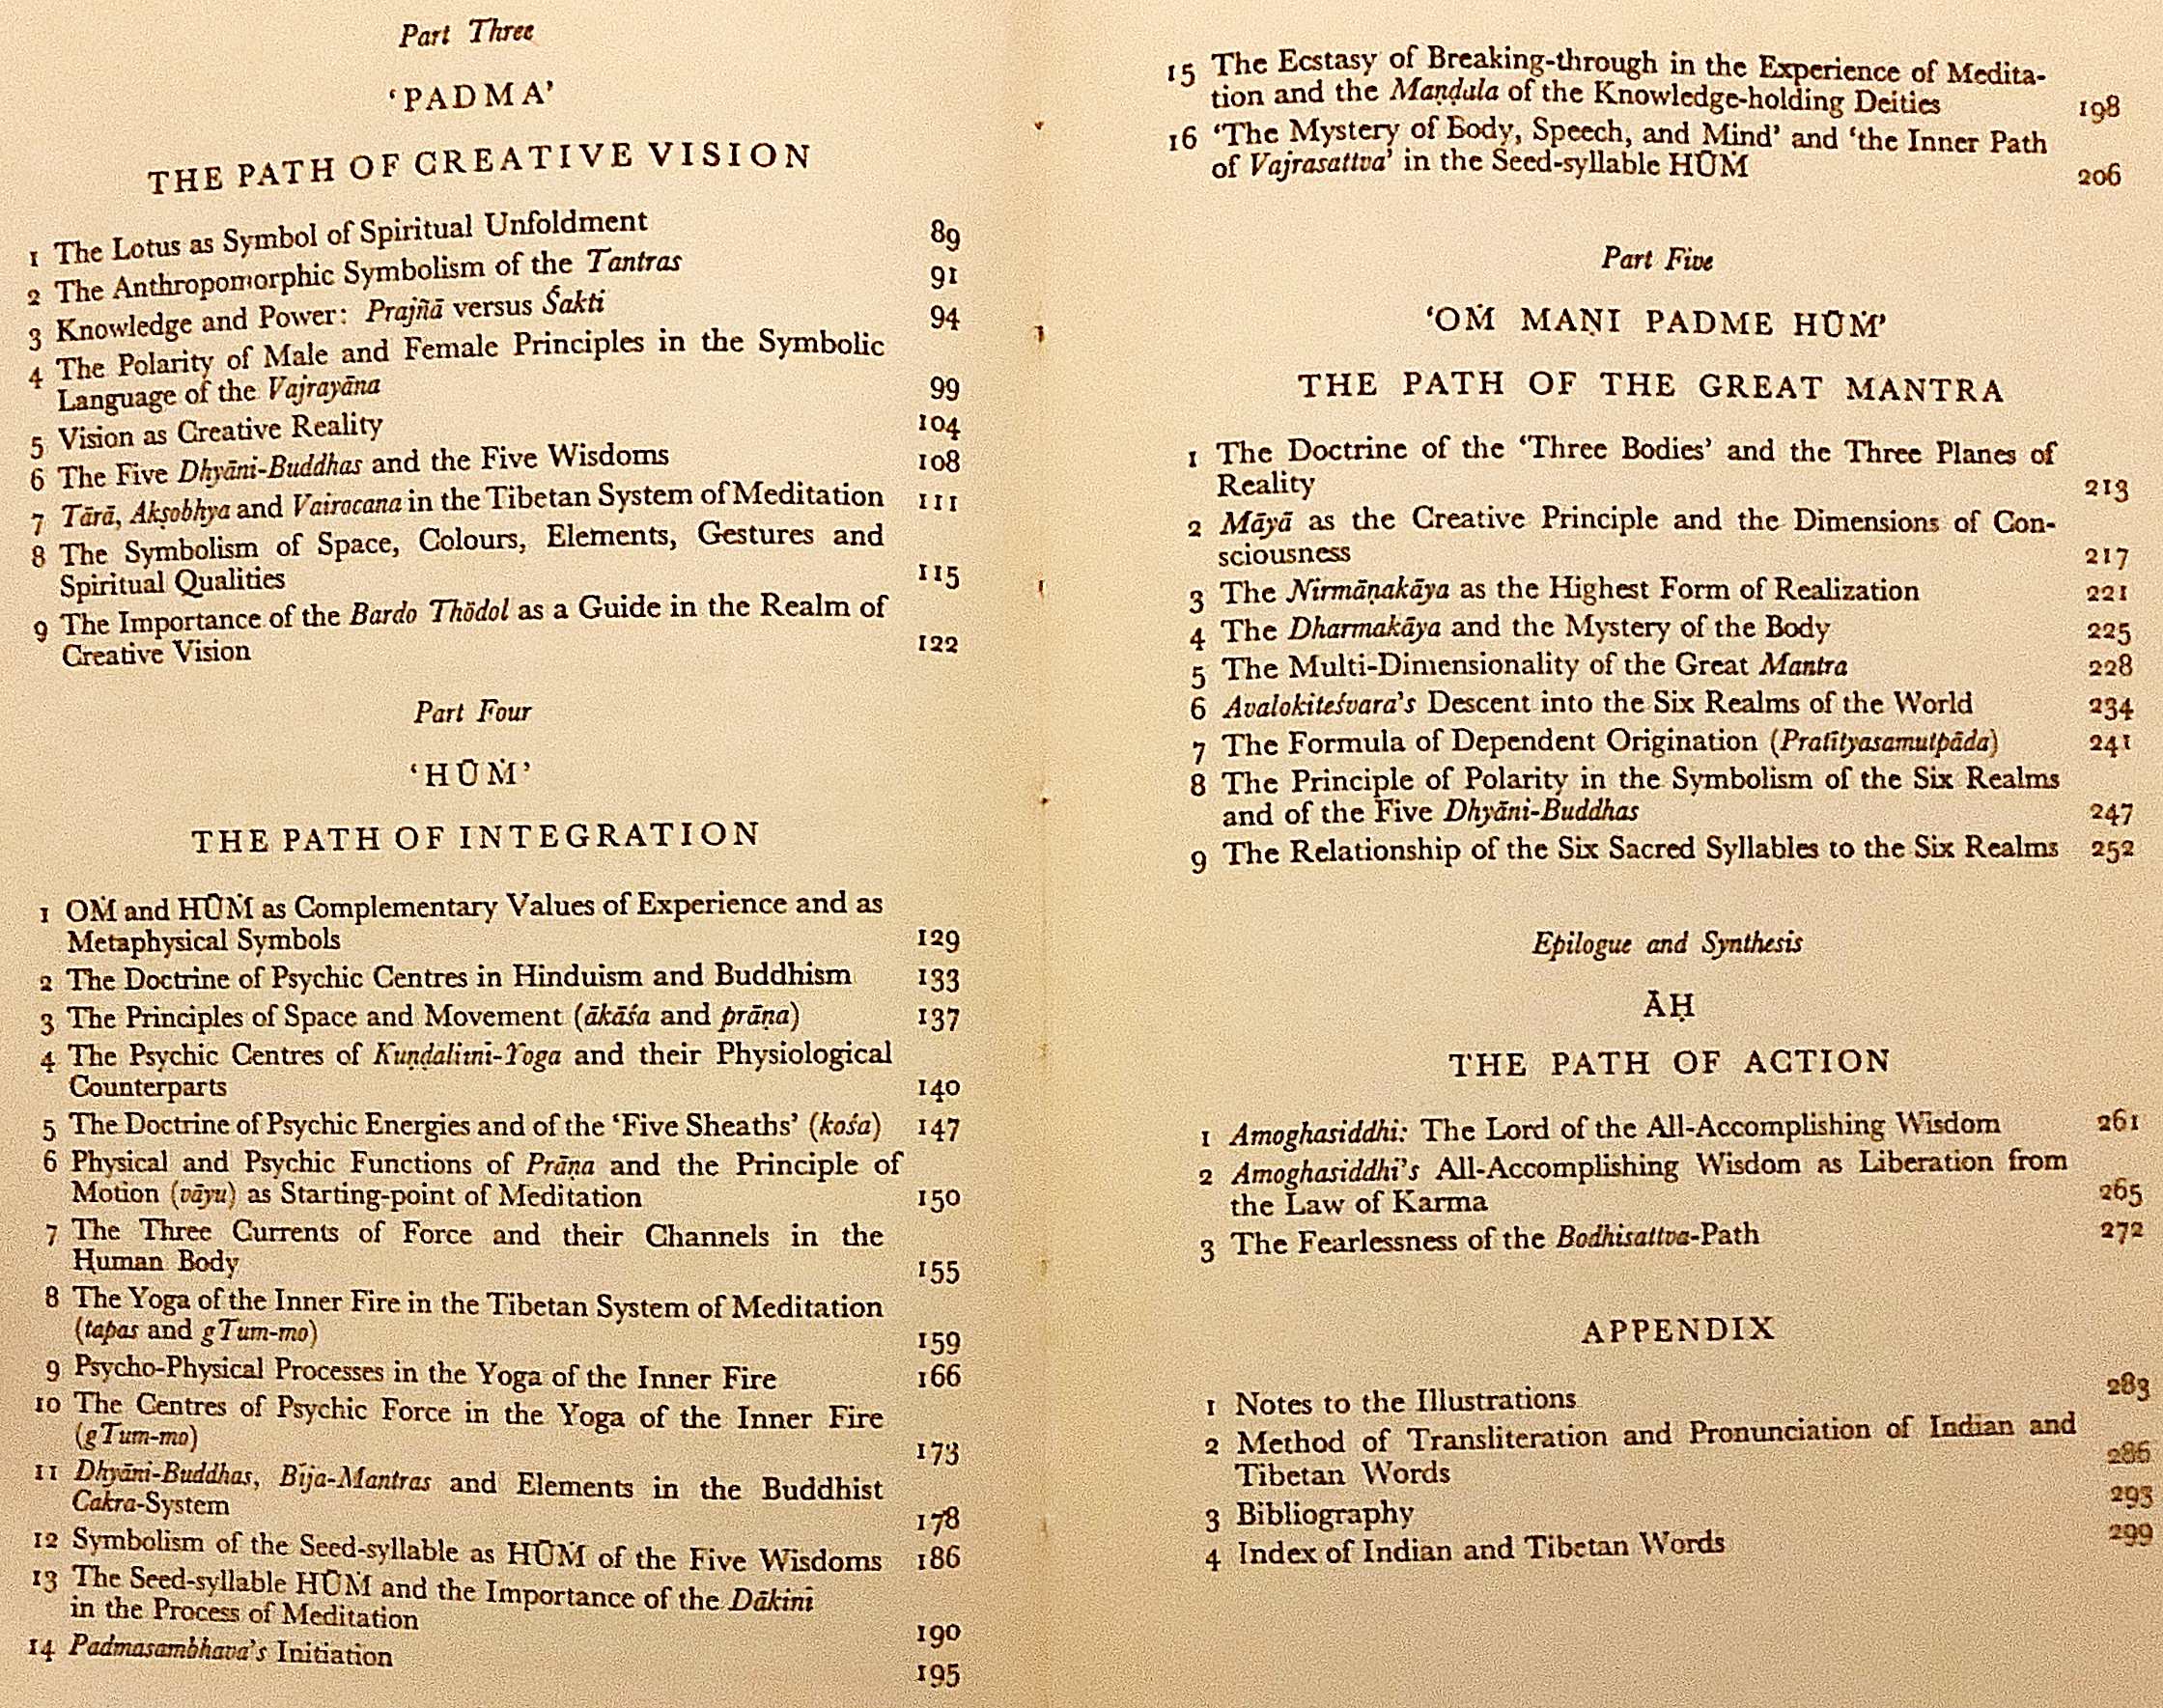 Part Three
‘PADMA’
THE PATH OF CREATIVE VISION
1 The Lotus as Symbol of Spiritual Unfoldment 89
2 The Anthropomorphic Symbolism of the Tantras 91
3 Knowledge and Power: Prajñā versus Śakti 94
4 The Polarity of Male and Female Principles in the Symbolic
Language of the Vajrayāna 99
5 Vision as Creative Reality 104
6 The Five Dhyāni-Buddhas and the Five Wisdoms 108
7 Tārā, Akṣobhya and Vairocana in the Tibetan System of Meditation 111
8 The Symbolism of Space, Colours, Elements, Gestures and
Spiritual Qualities 115
9 The Importance of the Bardo Thödol as a Guide in the Realm of
Creative Vision 122
Part Four
‘HŪṀ’
THE PATH OF INTEGRATION
1 OṀ and HŪṀ as Complementary Values of Experience and as
Metaphysical Symbols 129
2 The Doctrine of Psychic Centres in Hinduism and Buddhism 133
3 The Principles of Space and Movement (ākāśa and prāṇa) 137
4 The Psychic Centres of Kuṇḍalinī-Yoga and their Physiological
Counterparts 140
5 The Doctrine of Psychic Energies and of the ‘Five Sheaths’ (kośa) 147
6 Physical and Psychic Functions of Prāṇa and the Principle of
Motion (vāyu) as Starting-point of Meditation 150
7 The Three Currents of Force and their Channels in the
Human Body 155
8 The Yoga of the Inner Fire in the Tibetan System of Meditation
(tapas and gTum-mo) 159
9 Psycho-Physical Processes in the Yoga of the Inner Fire 166
10 The Centres of Psychic Force in the Yoga of the Inner Fire
(gTum-mo) 173
11 Dhyāni-Buddhas, Bīja-Mantras and Elements in the Buddhist
Cakra-System 178
12 Symbolism of the Seed-syllable as HŪṀ of the Five Wisdoms 186
13 The Seed-syllable HŪṀ and the Importance of the Dākinī
in the Process of Meditation 190
14 Padmasambhava’s Initiation 195
15 The Ecstasy of Breaking-through in the Experience of Medita-
tion and the Maṇḍula of the Knowledge-holding Deities 198
16 ‘The Mystery of Body, Speech, and Mind’ and ‘the Inner Path
of Vajrasattva’ in the Seed-syllable HŪṀ 206
Part Five
‘OṀ MAṆI PADME HŪṀ’
THE PATH OF THE GREAT MANTRA
1 The Doctrine of the ‘Three Bodies’ and the Three Planes of
Reality 213
2 Māyā as the Creative Principle and the Dimensions of Con-
sciousness 217
3 The Nirmāṇakāya as the Highest Form of Realization 221
4 The Dharmakāya and the Mystery of the Body 225
5 The Multi-Dimensionality of the Great Mantra 228
6 Avalokiteśvara’s Descent into the Six Realms of the World 234
7 The Formula of Dependent Origination (Pratītyasamutpāda) 241
8 The Principle of Polarity in the Symbolism of the Six Realms
and of the Five Dhyāni-Buddhas 247
9 The Relationship of the Six Sacred Syllables to the Six Realms 252
Epilogue and Synthesis
ĀḤ
THE PATH OF ACTION
1 Amoghasiddhi: The Lord of the All-Accomplishing Wisdom 261
2 Amoghasiddhi’s All-Accomplishing Wisdom as Liberation from
the Law of Karma 265
3 The Fearlessness of the Bodhisattva-Path 272
APPENDIX
1 Notes to the Illustrations 283
2 Method of Transliteration and Pronunciation of Indian and
Tibetan Words 286
3 Bibliography 293
4 Index of Indian and Tibetan Words 299